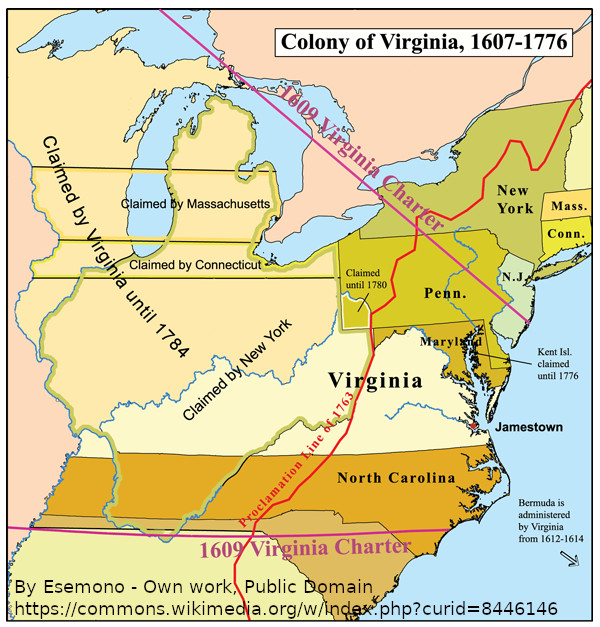 Colony of Virginia, 1607-1776
1609 Virginia Charter
Claimed by Virginia until 1784
Claimed by Massachusetts
New
York
Mass.
Conn.
Claimed by Connecticut
Claimed
until 1780
Penn.
N.J.
Maryland
Kent Isl.
claimed
until 1776
Claimed by New York
Virginia
Jamestown
Proclamation Line of 1763
North Carolina
Bermuda is
administered
by Virginia
from 1612-1614
1609 Virginia Charter
By Esemono - Own work, Public Domain
https://commons.wikimedia.org/w/index.php?curid=8446146